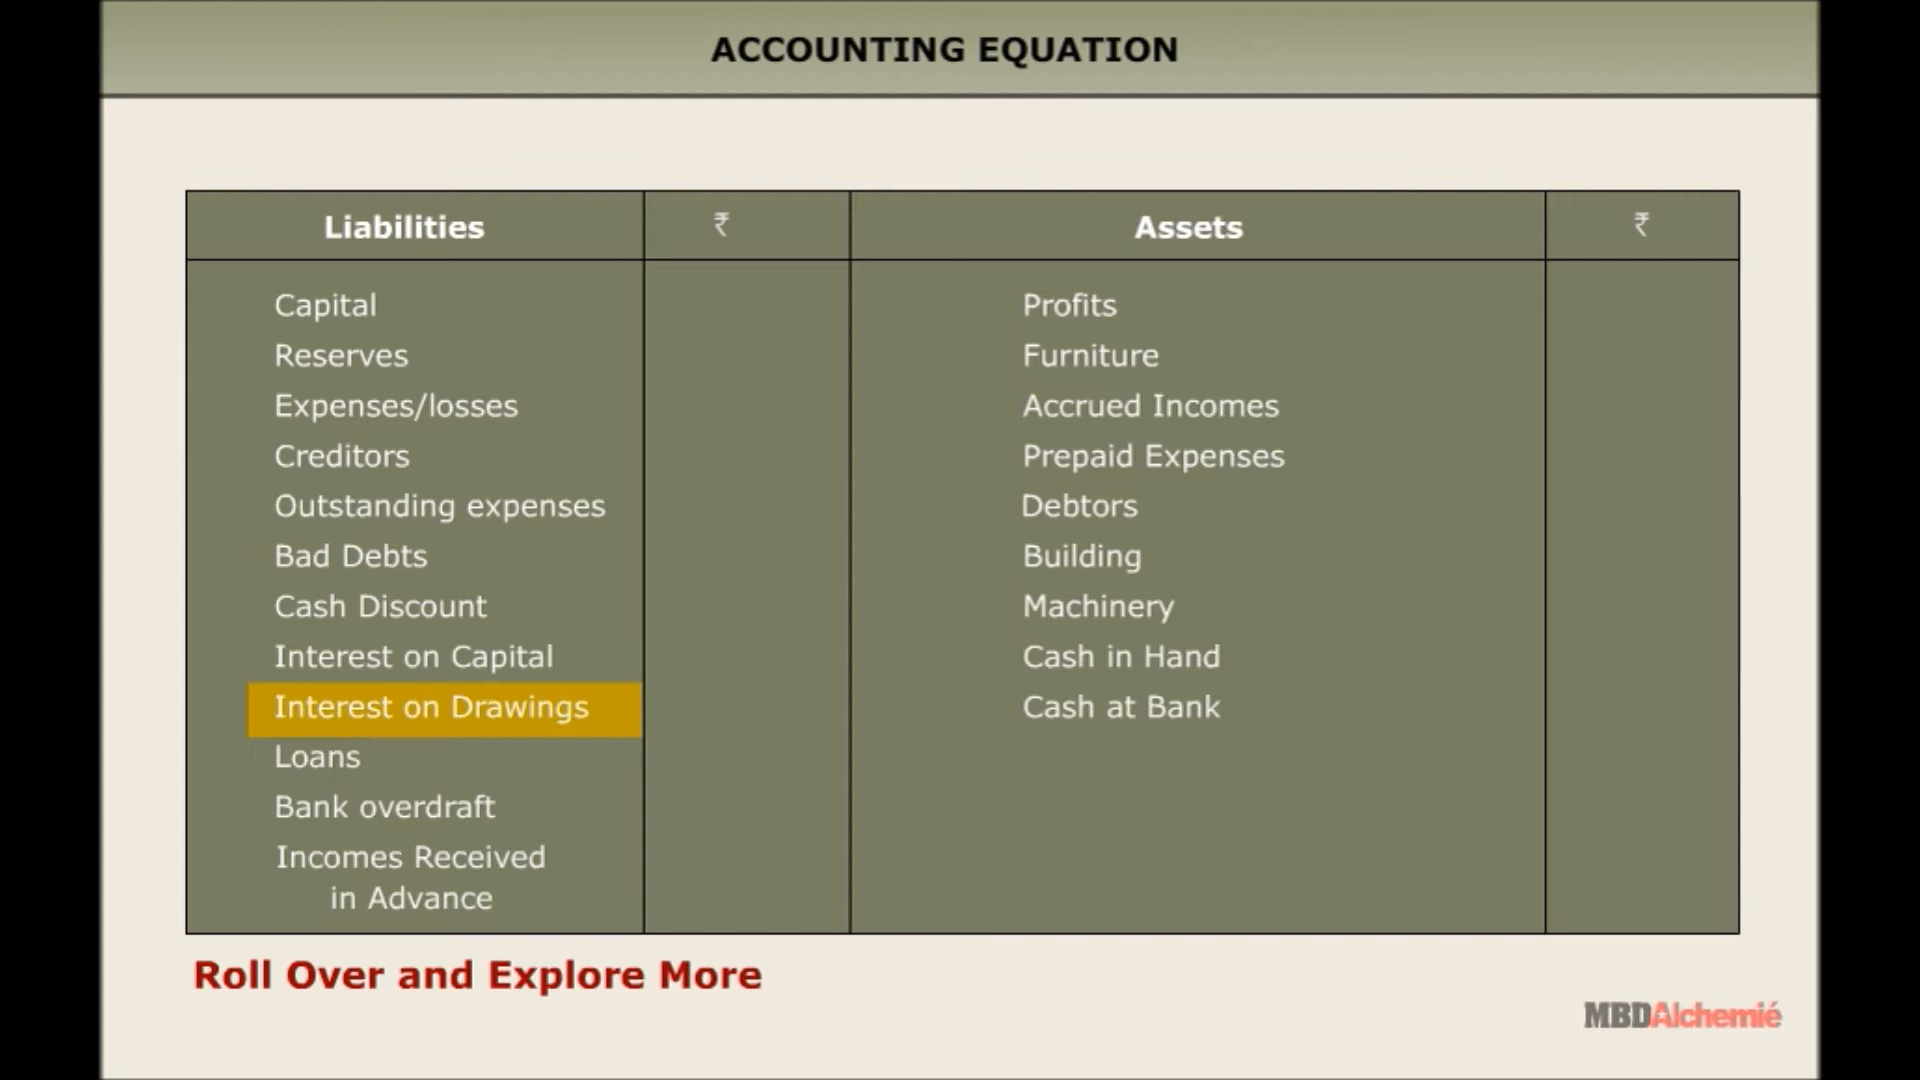 ACCOUNTING EQUATION
Liabilities ₹ Assets ₹
Capital Profits
Reserves Furniture
Expenses/losses Accrued Incomes
Creditors Prepaid Expenses
Outstanding expenses Debtors
Bad Debts Building
Cash Discount Machinery
Interest on Capital Cash in Hand
Interest on Drawings Cash at Bank
Loans
Bank overdraft
Incomes Received
in Advance
Roll Over and Explore More
MBDAlchemié